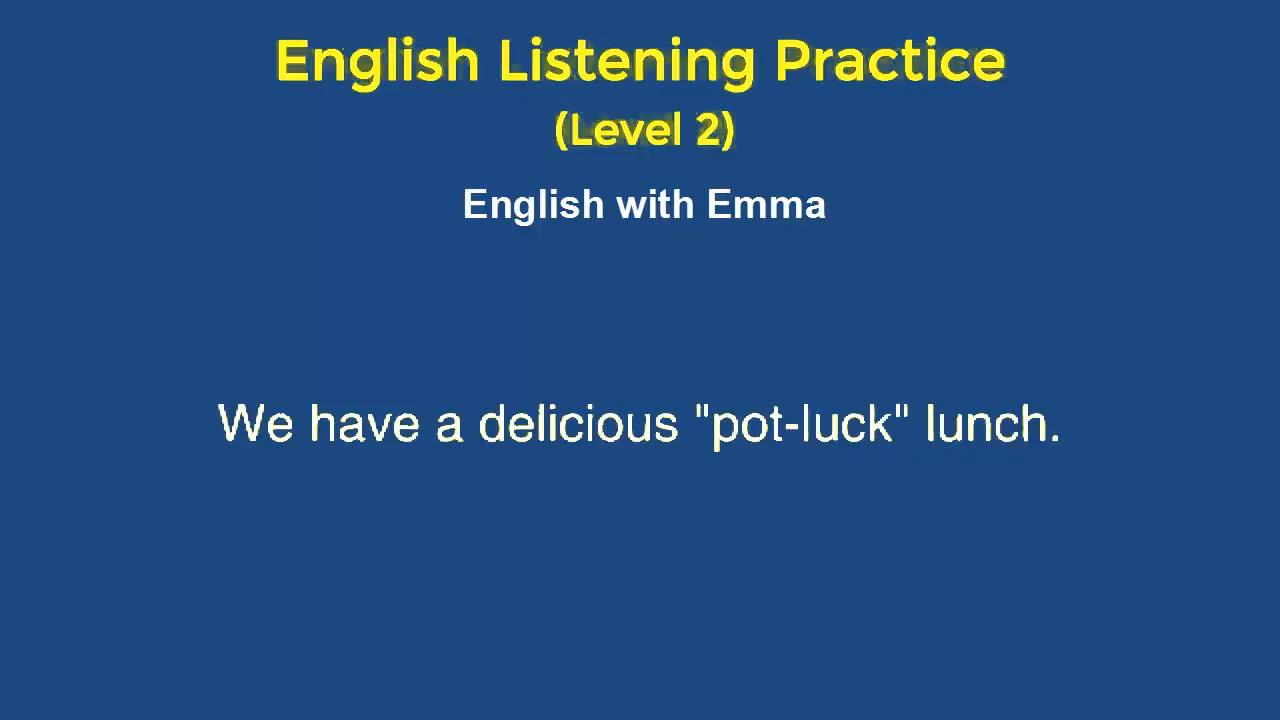 English Listening Practice
(Level 2)
English with Emma
We have a delicious "pot-luck" lunch.